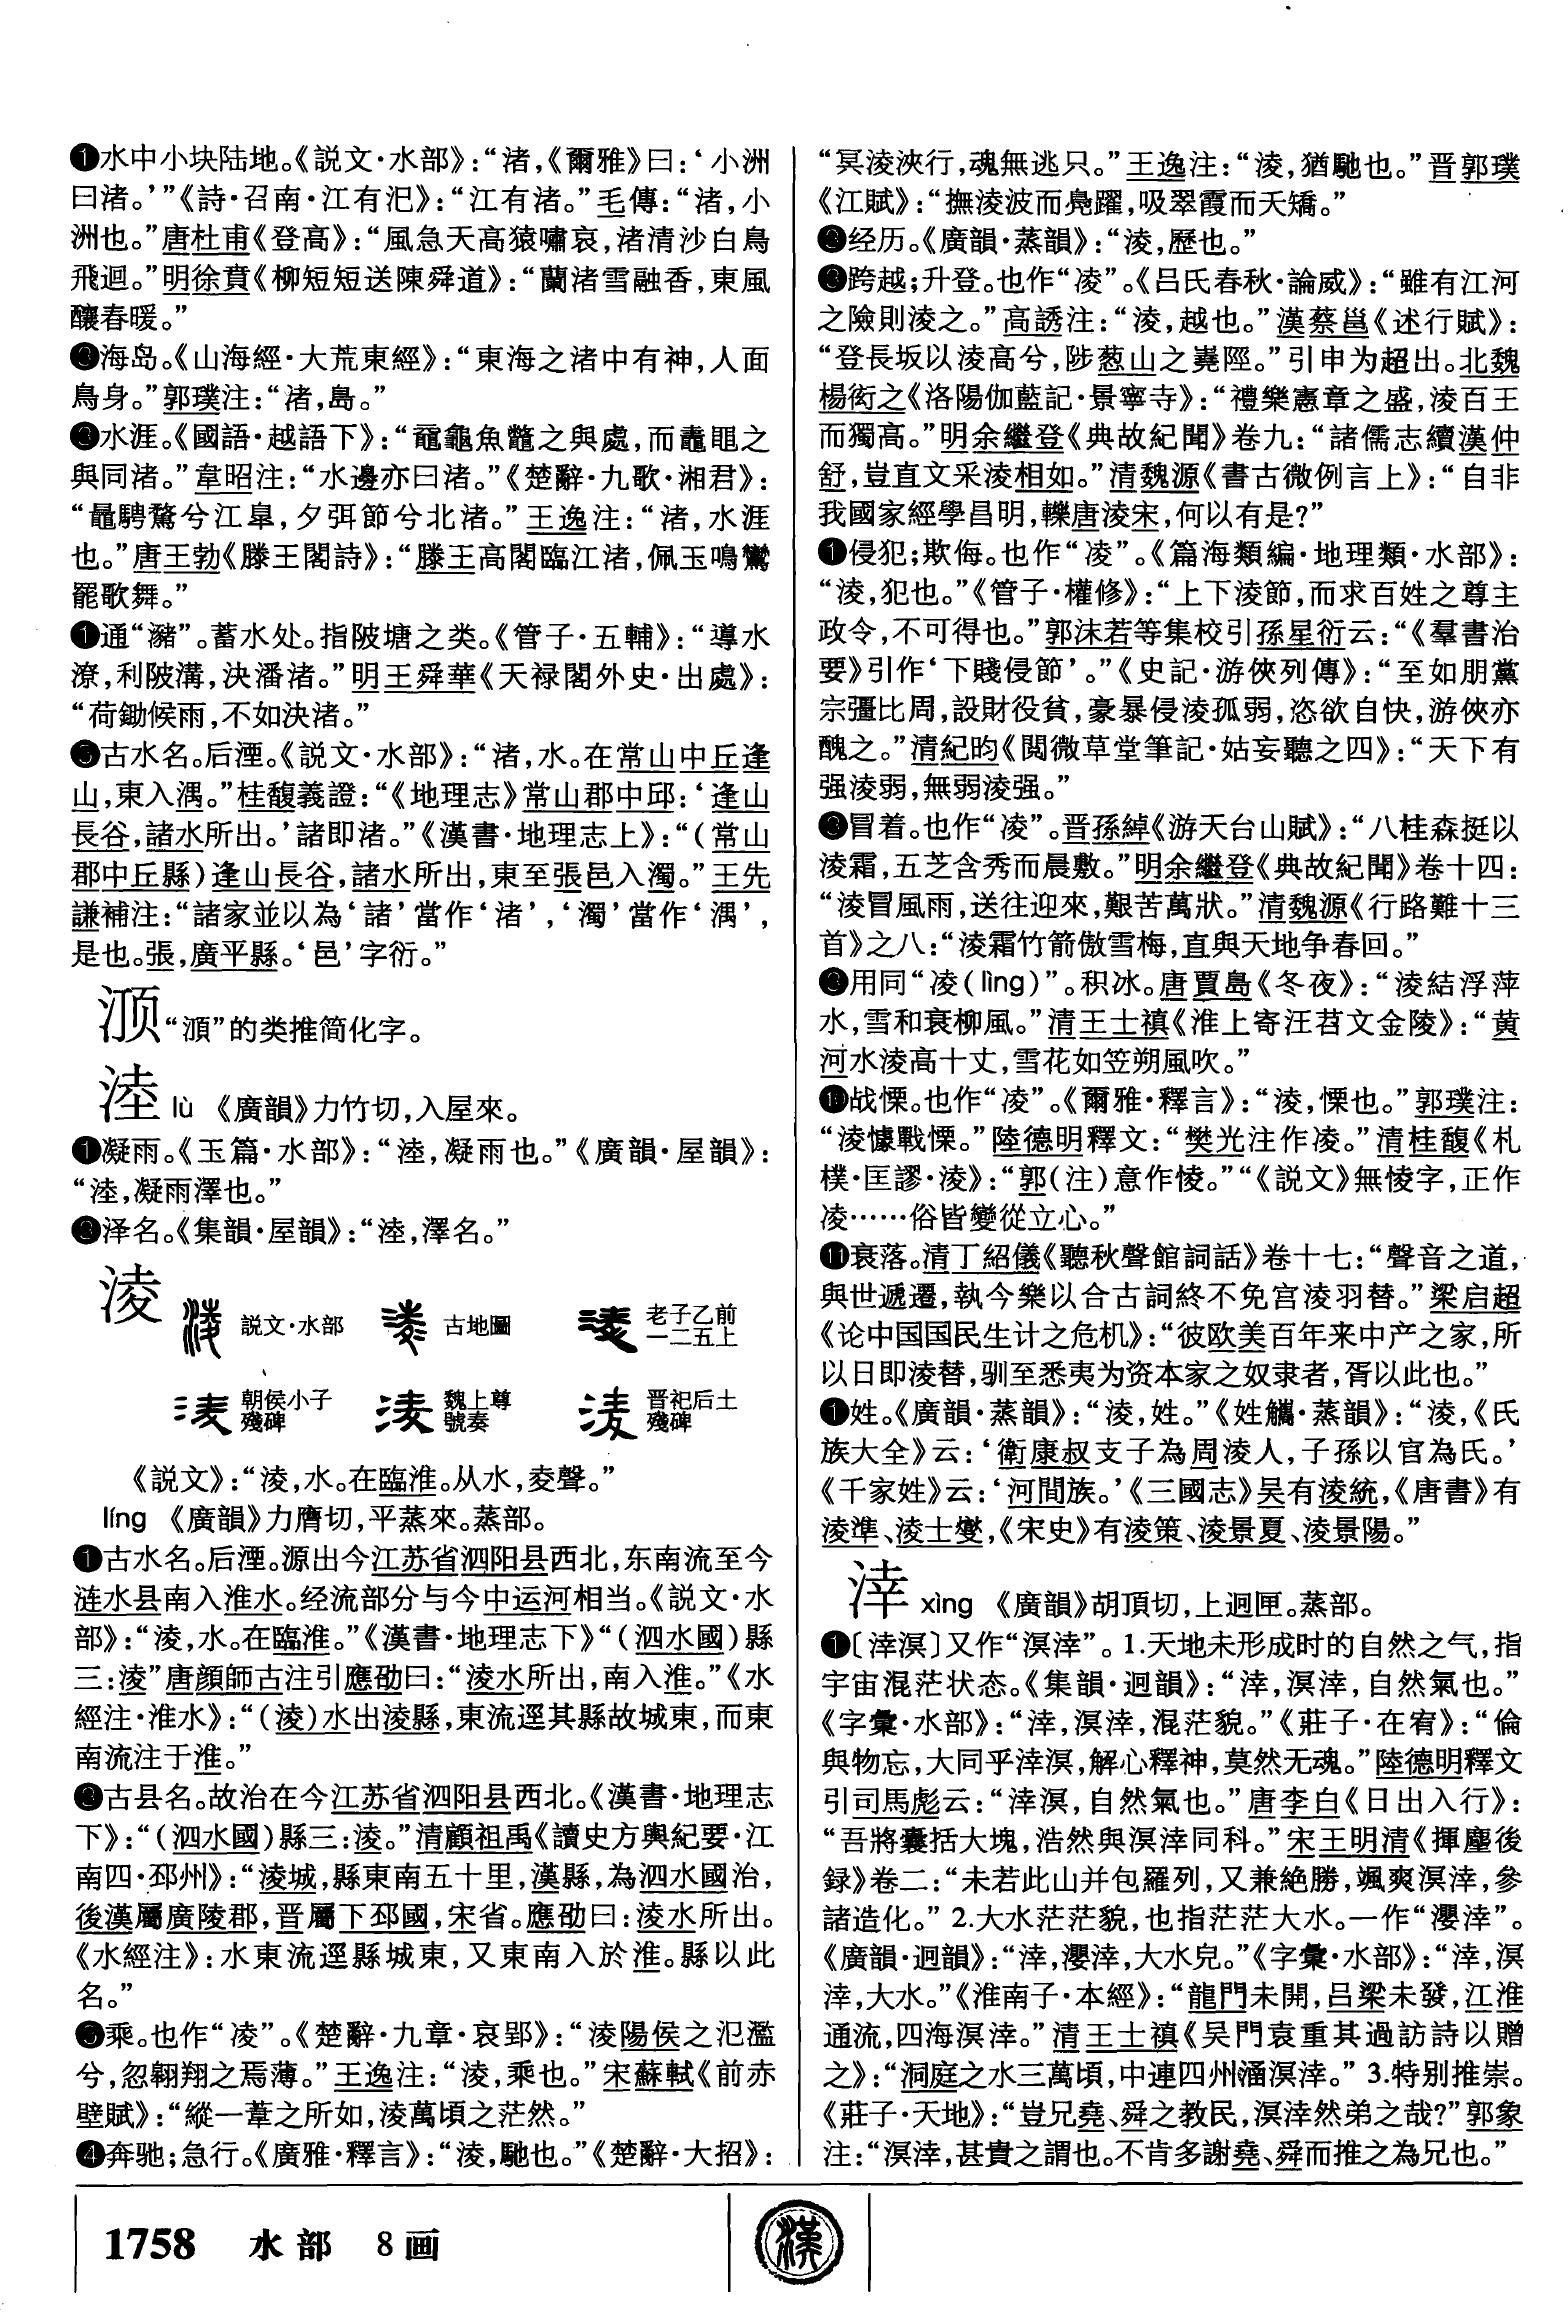 ❶水中小块陆地。《説文·水部》：“渚，《爾雅》曰：‘小洲
曰渚。’”《詩·召南·江有汜》：“江有渚。”毛傳：“渚，小
洲也。”唐杜甫《登高》：“風急天高猿嘯哀，渚清沙白鳥
飛迴。”明徐賁《柳短短送陳舜道》：“蘭渚雪融香，東風
釀春暖。”
❷海岛。《山海經·大荒東經》：“東海之渚中有神，人面
鳥身。”郭璞注：“渚，島。”
❸水涯。《國語·越語下》：“黿龜魚鼈之與處，而鼃黽之
與同渚。”韋昭注：“水邊亦曰渚。”《楚辭·九歌·湘君》：
“鼂騁騖兮江皋，夕弭節兮北渚。”王逸注：“渚，水涯
也。”唐王勃《滕王閣詩》：“滕王高閣臨江渚，佩玉鳴鸞
罷歌舞。”
通“瀦”。蓄水处。指陂塘之类。《管子·五輔》：“導水
潦，利陂溝，決潘渚。”明王舜華《天禄閣外史·出處》：
“荷鋤候雨，不如決渚。”
❺古水名。后湮。《説文·水部》：“渚，水。在常山中丘逢
山，東入湡。”桂馥義證：“《地理志》常山郡中邱：‘逢山
長谷，諸水所出。’諸即渚。”《漢書·地理志上》：“（常山
郡中丘縣）逢山長谷，諸水所出，東至張邑入濁。”王先
謙補注：“諸家並以為‘諸’當作‘渚’，‘濁’當作‘湡’，
是也。張，廣平縣。‘邑’字衍。”
“湏”的类推简化字。
淕 lù 《廣韻》力竹切，入屋來。
❶凝雨。《玉篇·水部》：“淕，凝雨也。”《廣韻·屋韻》：
“淕，凝雨澤也。”
❷泽名。《集韻·屋韻》：“淕，澤名。”
淩
説文·水部 古地圖 老子乙前一二五上
朝侯小子殘碑 魏上尊號奏 晋祀后土殘碑
《説文》：“淩，水。在臨淮。从水，夌聲。”
líng 《廣韻》力膺切，平蒸來。蒸部。
❶古水名。后湮。源出今江苏省泗阳县西北，东南流至今
涟水县南入淮水。经流部分与今中运河相当。《説文·水
部》：“淩，水。在臨淮。”《漢書·地理志下》“（泗水國）縣
三：淩”唐顔師古注引應劭曰：“淩水所出，南入淮。”《水
經注·淮水》：“（淩）水出淩縣，東流逕其縣故城東，而東
南流注于淮。”
❷古县名。故治在今江苏省泗阳县西北。《漢書·地理志
下》：“（泗水國）縣三：淩。”清顧祖禹《讀史方輿紀要·江
南四·邳州》：“淩城，縣東南五十里，漢縣，為泗水國治，
後漢屬廣陵郡，晋屬下邳國，宋省。應劭曰：淩水所出。
《水經注》：水東流逕縣城東，又東南入於淮。縣以此
名。”
❸乘。也作“凌”。《楚辭·九章·哀郢》：“淩陽侯之氾濫
兮，忽翱翔之焉薄。”王逸注：“淩，乘也。”宋蘇軾《前赤
壁賦》：“縱一葦之所如，淩萬頃之茫然。”
❹奔驰；急行。《廣雅·釋言》：“淩，馳也。”《楚辭·大招》：
“冥淩浹行，魂無逃只。”王逸注：“淩，猶馳也。”晋郭璞
《江賦》：“撫淩波而鳧躍，吸翠霞而夭矯。”
经历。《廣韻·蒸韻》：“淩，歷也。”
跨越；升登。也作“凌”。《吕氏春秋·論威》：“雖有江河
之險則淩之。”高誘注：“淩，越也。”漢蔡邕《述行賦》：
“登長坂以淩高兮，陟葱山之嶤陘。”引申为超出。北魏
楊衒之《洛陽伽藍記·景寧寺》：“禮樂憲章之盛，淩百王
而獨高。”明余繼登《典故紀聞》卷九：“諸儒志續漢仲
舒，豈直文采淩相如。”清魏源《書古微例言上》：“自非
我國家經學昌明，轢唐淩宋，何以有是？”
侵犯；欺侮。也作“凌”。《篇海類編·地理類·水部》：
“淩，犯也。”《管子·權修》：“上下淩節，而求百姓之尊主
政令，不可得也。”郭沫若等集校引孫星衍云：“《羣書治
要》引作‘下賤侵節’。”《史記·游俠列傳》：“至如朋黨
宗彊比周，設財役貧，豪暴侵淩孤弱，恣欲自快，游俠亦
醜之。”清紀昀《閲微草堂筆記·姑妄聽之四》：“天下有
强淩弱，無弱淩强。”
冒着。也作“凌”。晋孫綽《游天台山賦》：“八桂森挺以
淩霜，五芝含秀而晨敷。”明余繼登《典故紀聞》卷十四：
“淩冒風雨，送往迎來，艱苦萬狀。”清魏源《行路難十三
首》之八：“淩霜竹箭傲雪梅，直與天地争春回。”
用同“凌（lìng）”。积冰。唐賈島《冬夜》：“淩結浮萍
水，雪和衰柳風。”清王士禛《淮上寄汪苕文金陵》：“黄
河水淩高十丈，雪花如笠朔風吹。”
战慄。也作“凌”。《爾雅·釋言》：“淩，慄也。”郭璞注：
“淩懅戰慄。”陸德明釋文：“樊光注作凌。”清桂馥《札
樸·匡謬·淩》：“郭（注）意作㥄。”“《説文》無㥄字，正作
凌……俗皆變從立心。”
⓫衰落。清丁紹儀《聽秋聲館詞話》卷十七：“聲音之道，
與世遞遷，執今樂以合古詞終不免宫淩羽替。”梁启超
《论中国国民生计之危机》：“彼欧美百年来中产之家，所
以日即淩替，驯至悉夷为资本家之奴隶者，胥以此也。”
姓。《廣韻·蒸韻》：“淩，姓。”《姓觿·蒸韻》：“淩，《氏
族大全》云：‘衛康叔支子為周淩人，子孫以官為氏。’
《千家姓》云：‘河間族。’《三國志》吴有淩統，《唐書》有
淩準、淩士燮，《宋史》有淩策、淩景夏、淩景陽。”
涬 xìng 《廣韻》胡頂切，上迥匣。蒸部。
❶〔涬溟〕又作“溟涬”。1.天地未形成时的自然之气，指
宇宙混茫状态。《集韻·迥韻》：“涬，溟涬，自然氣也。”
《字彙·水部》：“涬，溟涬，混茫貌。”《莊子·在宥》：“倫
與物忘，大同乎涬溟，解心釋神，莫然无魂。”陸德明釋文
引司馬彪云：“涬溟，自然氣也。”唐李白《日出入行》：
“吾將囊括大塊，浩然與溟涬同科。”宋王明清《揮麈後
録》卷二：“未若此山并包羅列，又兼絶勝，颯爽溟涬，參
諸造化。” 2.大水茫茫貌，也指茫茫大水。一作“瀴涬”。
《廣韻·迥韻》：“涬，瀴涬，大水皃。”《字彙·水部》：“涬，溟
涬，大水。”《淮南子·本經》：“龍門未開，吕梁未發，江淮
通流，四海溟涬。”清王士禛《吴門袁重其過訪詩以贈
之》：“洞庭之水三萬頃，中連四州潘溟涬。” 3.特别推崇。
《莊子·天地》：“豈兄堯、舜之教民，溟涬然弟之哉？”郭象
注：“溟涬，甚貴之謂也。不肯多謝堯、舜而推之為兄也。”
1758 水部 8画
漢